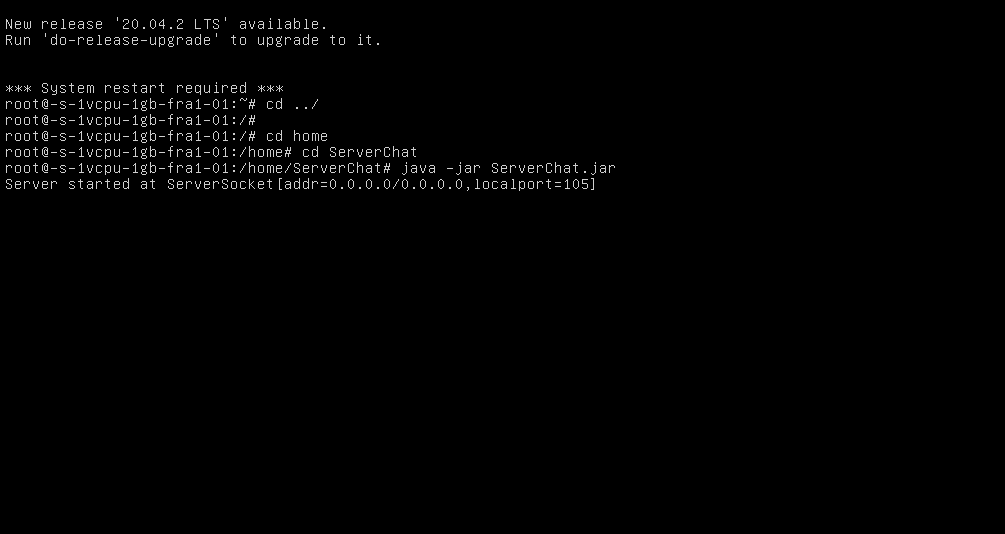 New release '20.04.2 LTS' available.
Run 'do-release-upgrade' to upgrade to it.
*** System restart required ***
root@-s-1vcpu-1gb-fra1-01:~# cd ../
root@-s-1vcpu-1gb-fra1-01:/#
root@-s-1vcpu-1gb-fra1-01:/# cd home
root@-s-1vcpu-1gb-fra1-01:/home# cd ServerChat
root@-s-1vcpu-1gb-fra1-01:/home/ServerChat# java -jar ServerChat.jar
Server started at ServerSocket[addr=0.0.0.0/0.0.0.0,localport=105]